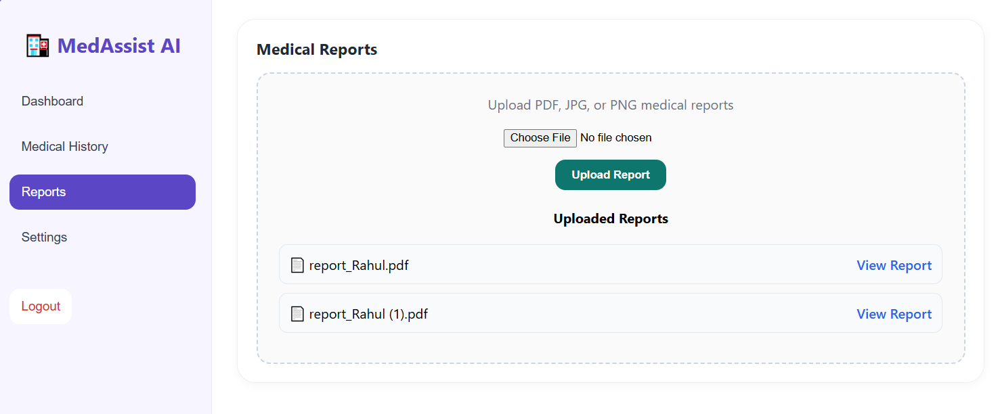 MedAssist AI
Dashboard
Medical History
Reports
Settings
Logout
Medical Reports
Upload PDF, JPG, or PNG medical reports
Choose File No file chosen
Upload Report
Uploaded Reports
report_Rahul.pdf View Report
report_Rahul (1).pdf View Report